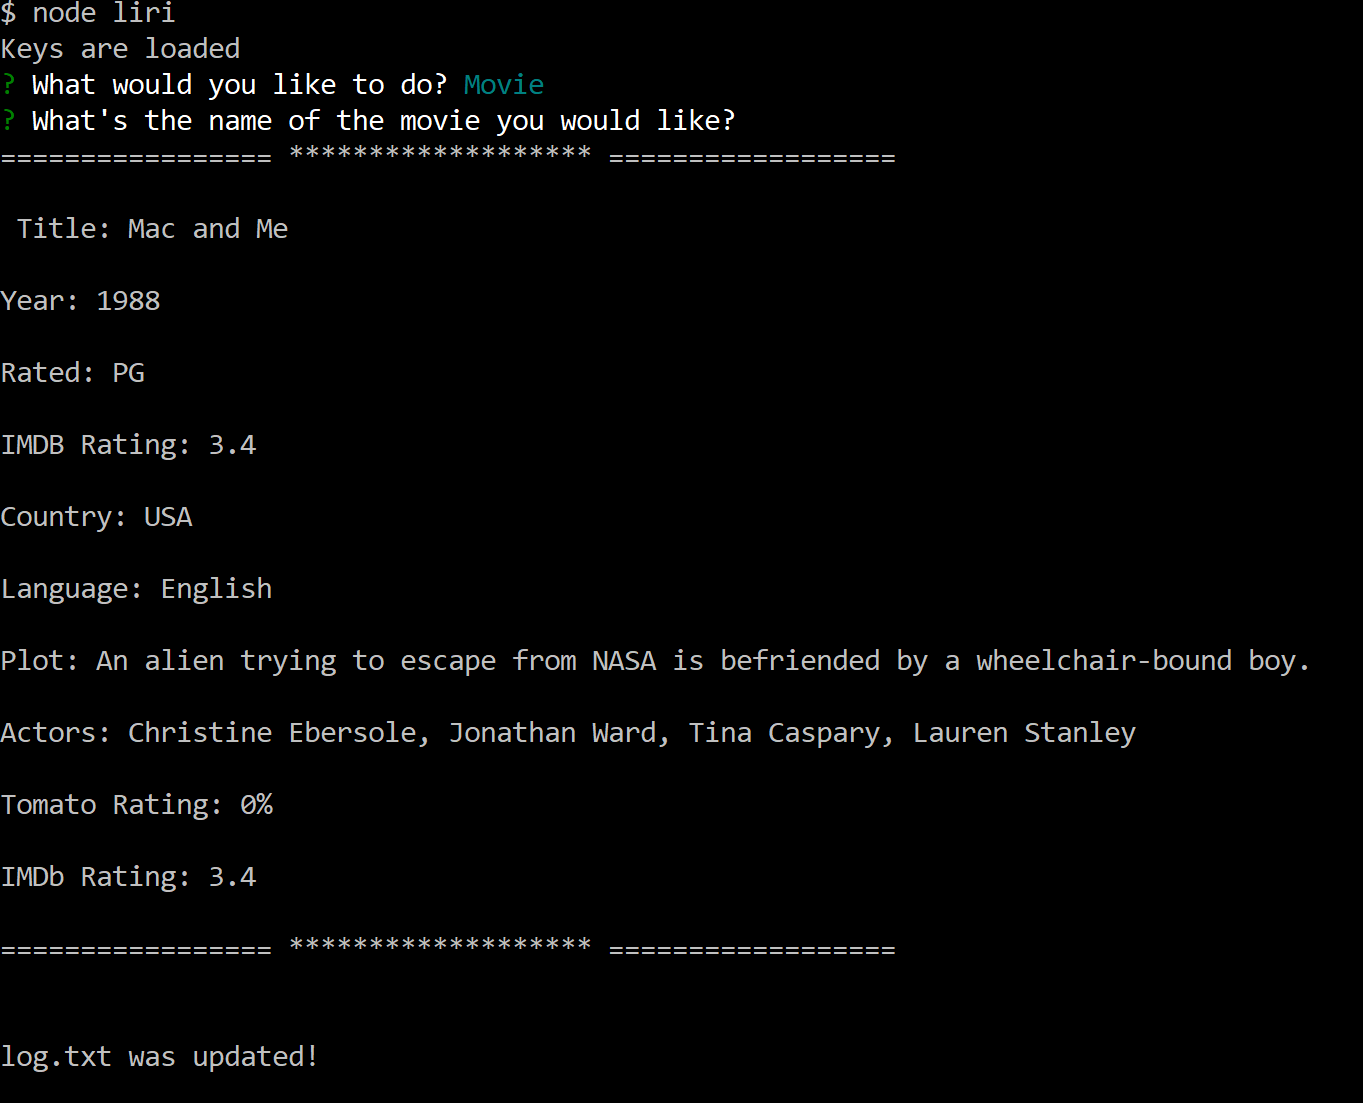 $ node liri
Keys are loaded
? What would you like to do? Movie
? What's the name of the movie you would like?
================= ******************* ==================
Title: Mac and Me
Year: 1988
Rated: PG
IMDB Rating: 3.4
Country: USA
Language: English
Plot: An alien trying to escape from NASA is befriended by a wheelchair-bound boy.
Actors: Christine Ebersole, Jonathan Ward, Tina Caspary, Lauren Stanley
Tomato Rating: 0%
IMDb Rating: 3.4
================= ******************* ==================
log.txt was updated!